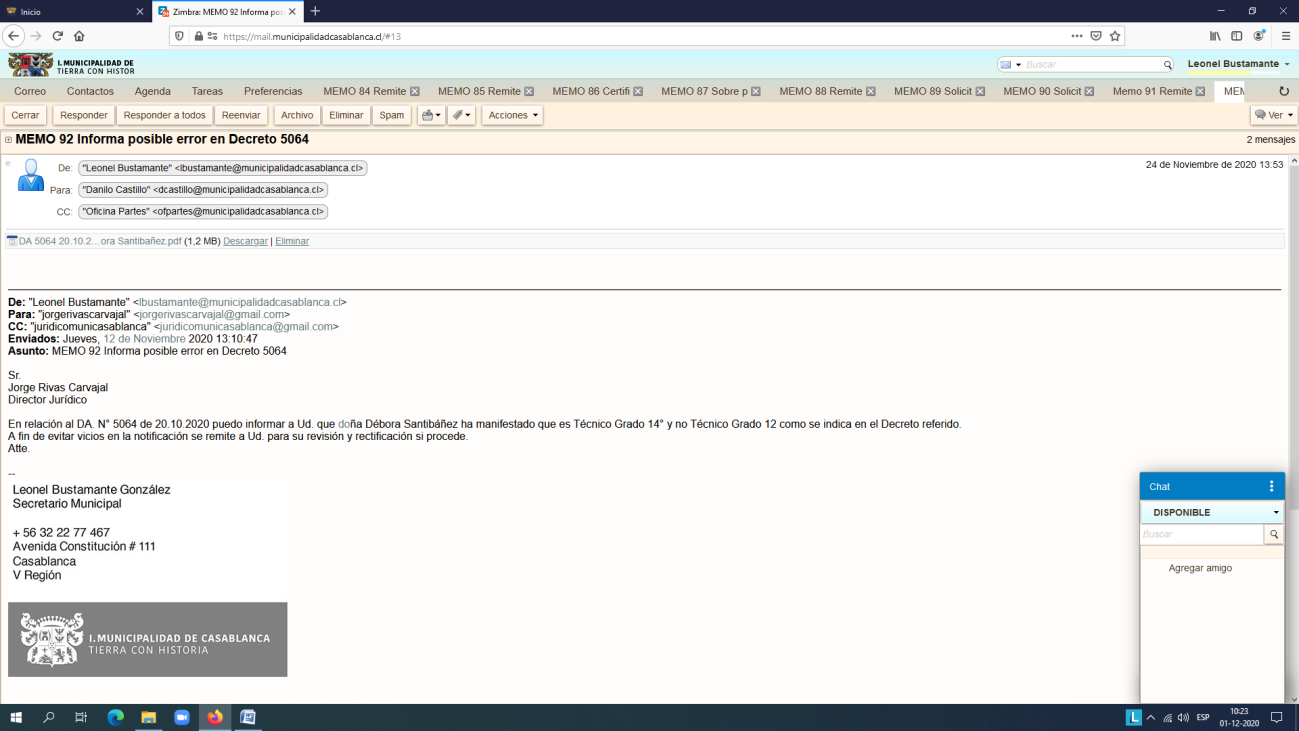 Inicio
Zimbra: MEMO 92 Informa pos
https://mail.municipalidadcasablanca.cl/#13
I. MUNICIPALIDAD DE
TIERRA CON HISTOR
Buscar
Leonel Bustamante
Correo Contactos Agenda Tareas Preferencias MEMO 84 Remite MEMO 85 Remite MEMO 86 Certifi MEMO 87 Sobre p MEMO 88 Remite MEMO 89 Solicit MEMO 90 Solicit Memo 91 Remite MEM
Cerrar Responder Responder a todos Reenviar Archivo Eliminar Spam Acciones Ver
MEMO 92 Informa posible error en Decreto 5064
2 mensajes
De: "Leonel Bustamante" <lbustamante@municipalidadcasablanca.cl>
24 de Noviembre de 2020 13:53
Para: "Danilo Castillo" <dcastillo@municipalidadcasablanca.cl>
CC: "Oficina Partes" <ofpartes@municipalidadcasablanca.cl>
DA 5064 20.10.2...ora Santibañez.pdf (1,2 MB) Descargar | Eliminar
De: "Leonel Bustamante" <lbustamante@municipalidadcasablanca.cl>
Para: "jorgerivascarvajal" <jorgerivascarvajal@gmail.com>
CC: "juridicomunicasablanca" <juridicomunicasablanca@gmail.com>
Enviados: Jueves, 12 de Noviembre 2020 13:10:47
Asunto: MEMO 92 Informa posible error en Decreto 5064
Sr.
Jorge Rivas Carvajal
Director Jurídico
En relación al DA. N° 5064 de 20.10.2020 puedo informar a Ud. que doña Débora Santibáñez ha manifestado que es Técnico Grado 14° y no Técnico Grado 12 como se indica en el Decreto referido.
A fin de evitar vicios en la notificación se remite a Ud. para su revisión y rectificación si procede.
Atte.
--
Leonel Bustamante González
Secretario Municipal
+ 56 32 22 77 467
Avenida Constitución # 111
Casablanca
V Región
I. MUNICIPALIDAD DE CASABLANCA
TIERRA CON HISTORIA
Chat
DISPONIBLE
Buscar
Agregar amigo
L
ESP
10:23
01-12-2020